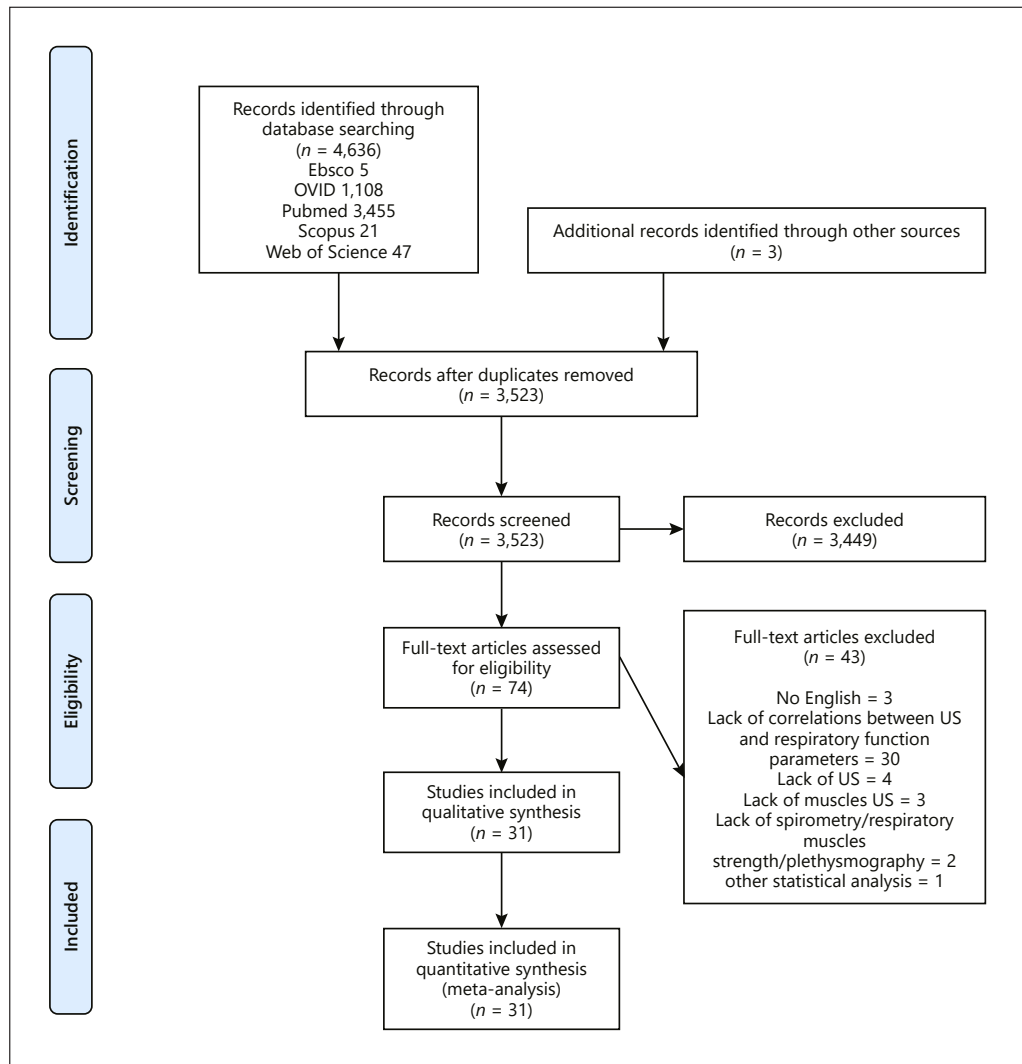 Identification
Records identified through
database searching
(n = 4,636)
Ebsco 5
OVID 1,108
Pubmed 3,455
Scopus 21
Web of Science 47
Additional records identified through other sources
(n = 3)
Records after duplicates removed
(n = 3,523)
Screening
Records screened
(n = 3,523)
Records excluded
(n = 3,449)
Eligibility
Full-text articles assessed
for eligibility
(n = 74)
Full-text articles excluded
(n = 43)
No English = 3
Lack of correlations between US
and respiratory function
parameters = 30
Lack of US = 4
Lack of muscles US = 3
Lack of spirometry/respiratory
muscles
strength/plethysmography = 2
other statistical analysis = 1
Studies included in
qualitative synthesis
(n = 31)
Included
Studies included in
quantitative synthesis
(meta-analysis)
(n = 31)